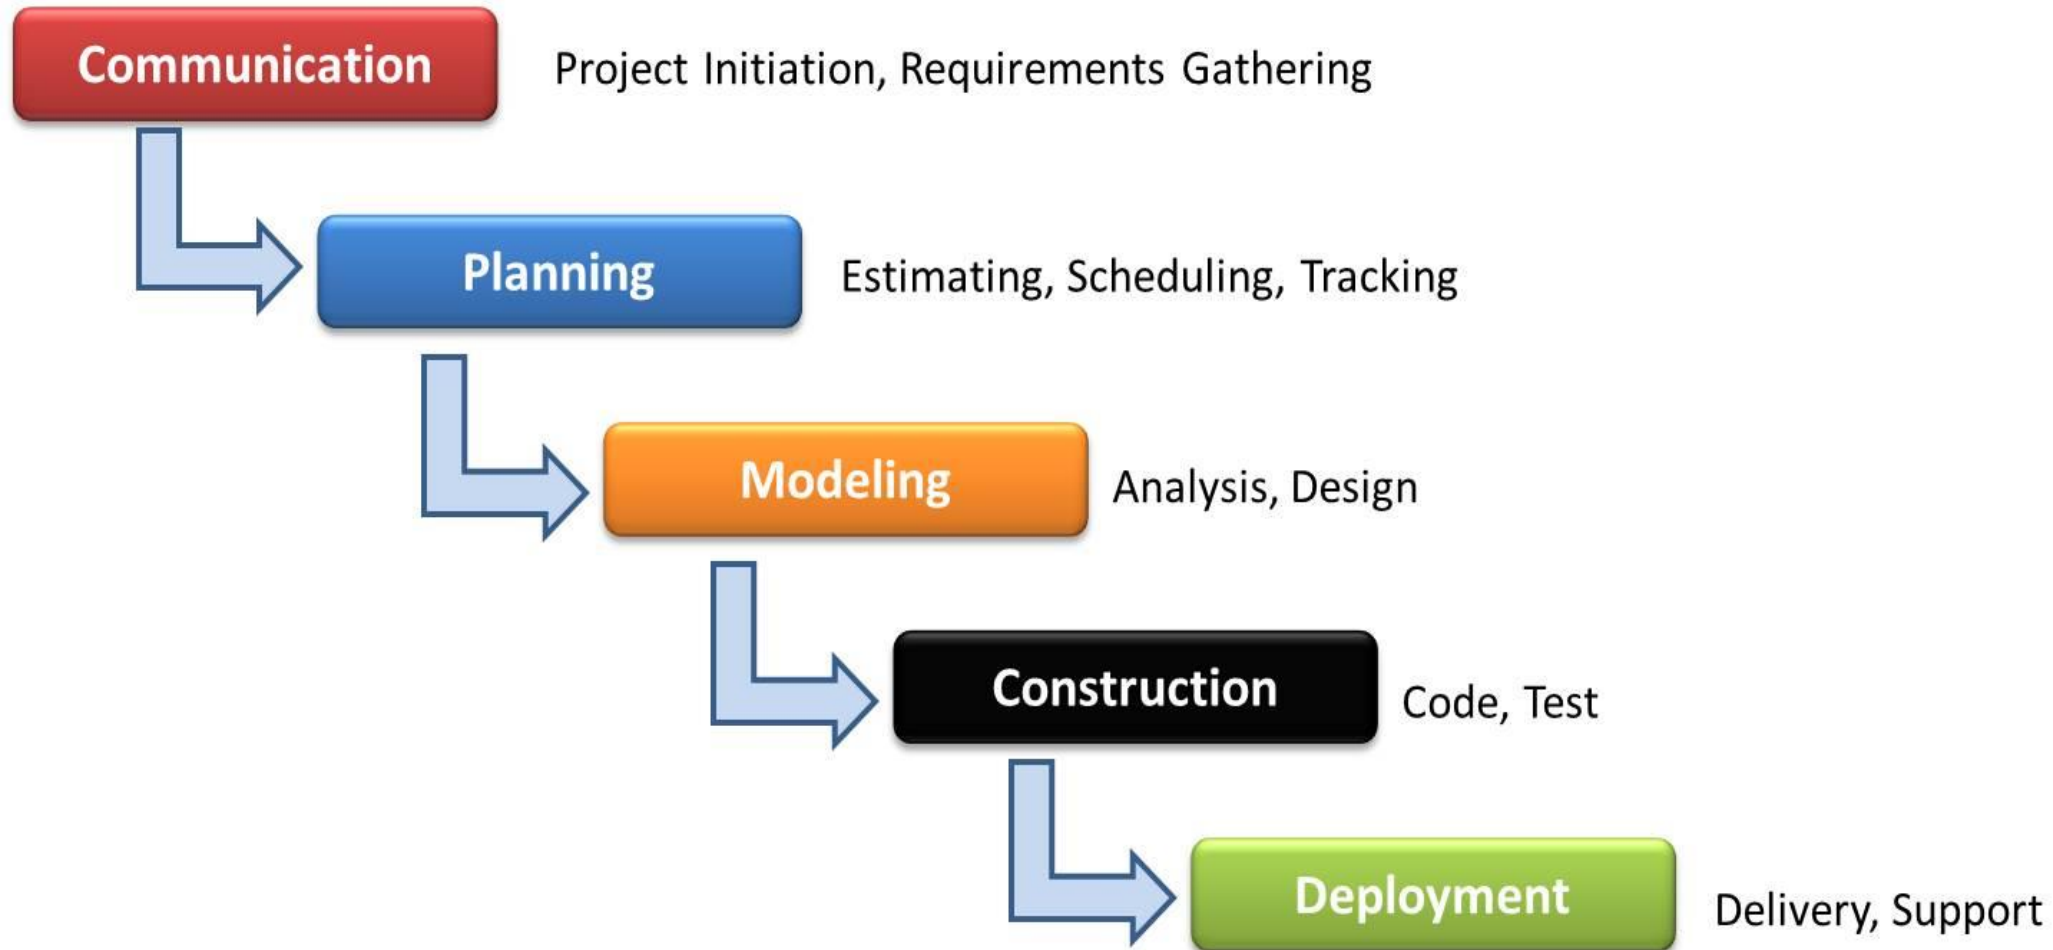 Communication
Project Initiation, Requirements Gathering
Planning
Estimating, Scheduling, Tracking
Modeling
Analysis, Design
Construction
Code, Test
Deployment
Delivery, Support